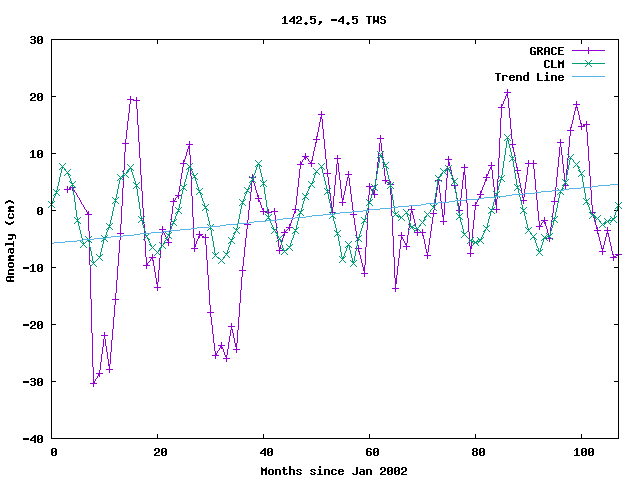 142.5, -4.5 TWS
GRACE
CLM
Trend Line
30
20
10
0
-10
-20
-30
-40
Anomaly (cm)
0 20 40 60 80 100
Months since Jan 2002